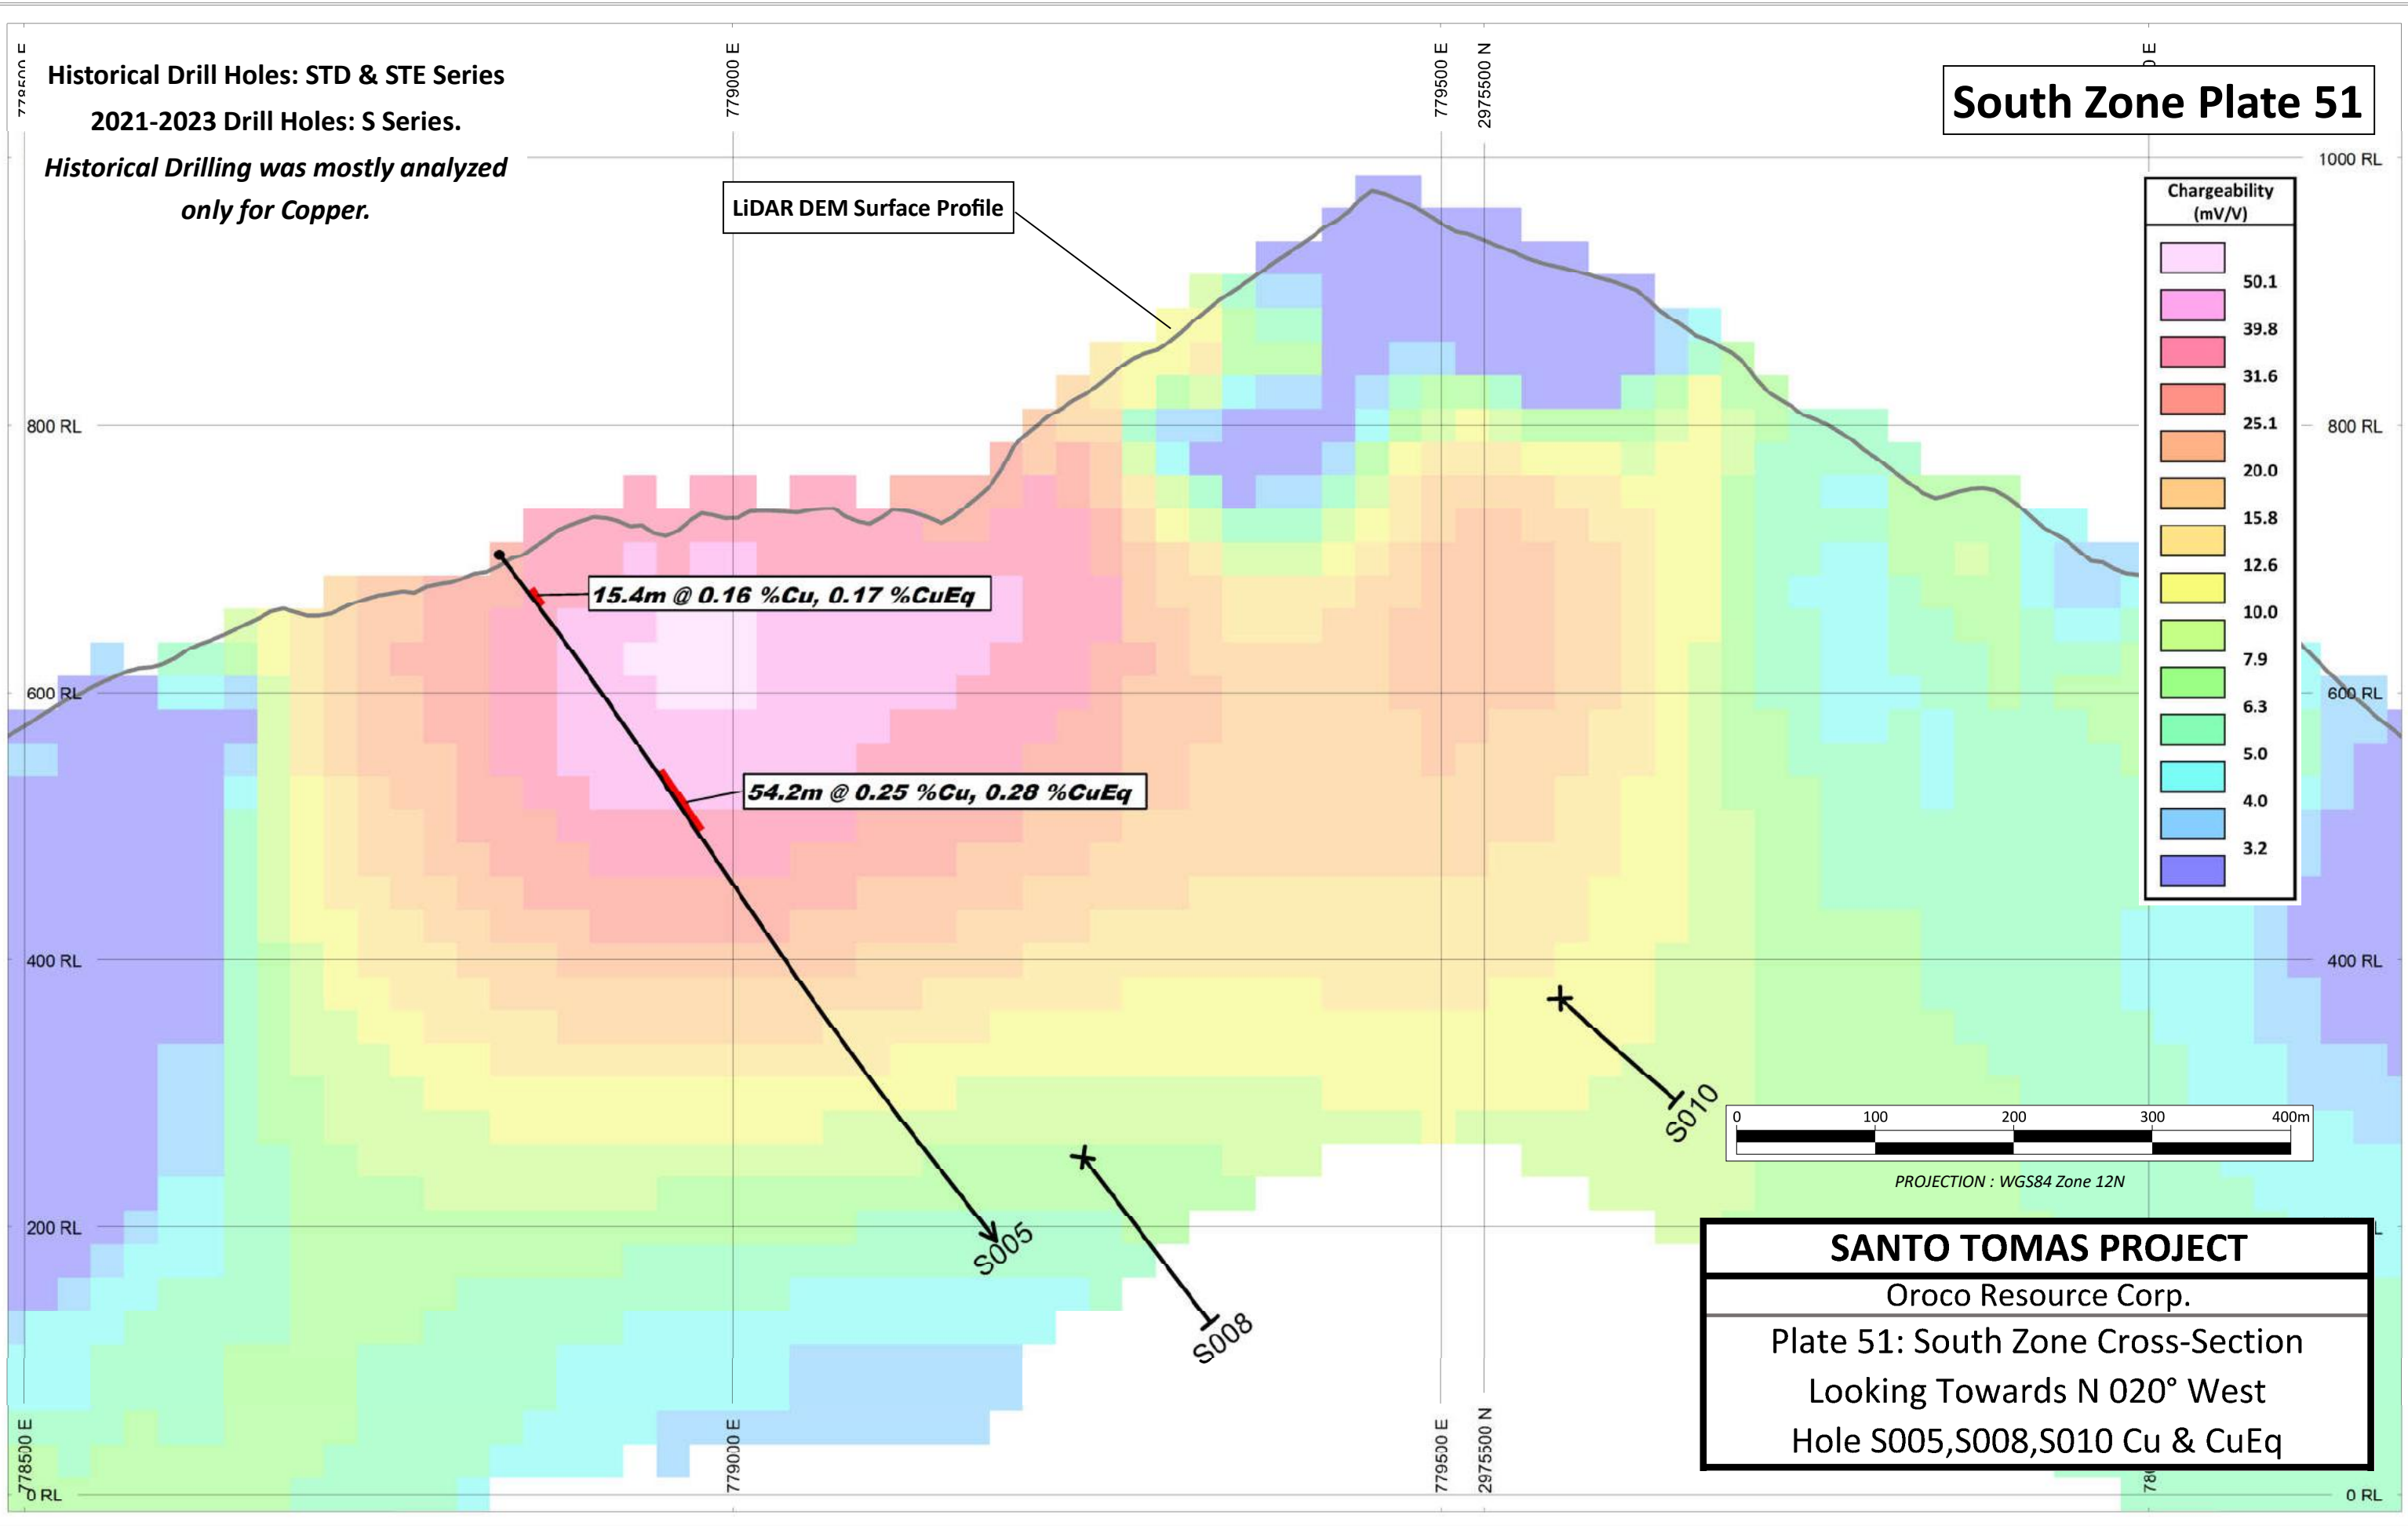 778500 E
779000 E
779500 E
2975500 N
E
Historical Drill Holes: STD & STE Series
2021-2023 Drill Holes: S Series.
Historical Drilling was mostly analyzed
only for Copper.
South Zone Plate 51
1000 RL
LiDAR DEM Surface Profile
Chargeability
(mV/V)
50.1
39.8
31.6
25.1
20.0
15.8
12.6
10.0
7.9
6.3
5.0
4.0
3.2
800 RL
800 RL
15.4m @ 0.16 %Cu, 0.17 %CuEq
600 RL
600 RL
54.2m @ 0.25 %Cu, 0.28 %CuEq
400 RL
400 RL
S010
0 100 200 300 400m
PROJECTION : WGS84 Zone 12N
200 RL
L
S005
S008
SANTO TOMAS PROJECT
Oroco Resource Corp.
Plate 51: South Zone Cross-Section
Looking Towards N 020° West
Hole S005,S008,S010 Cu & CuEq
778500 E
779000 E
779500 E
2975500 N
0 RL
0 RL